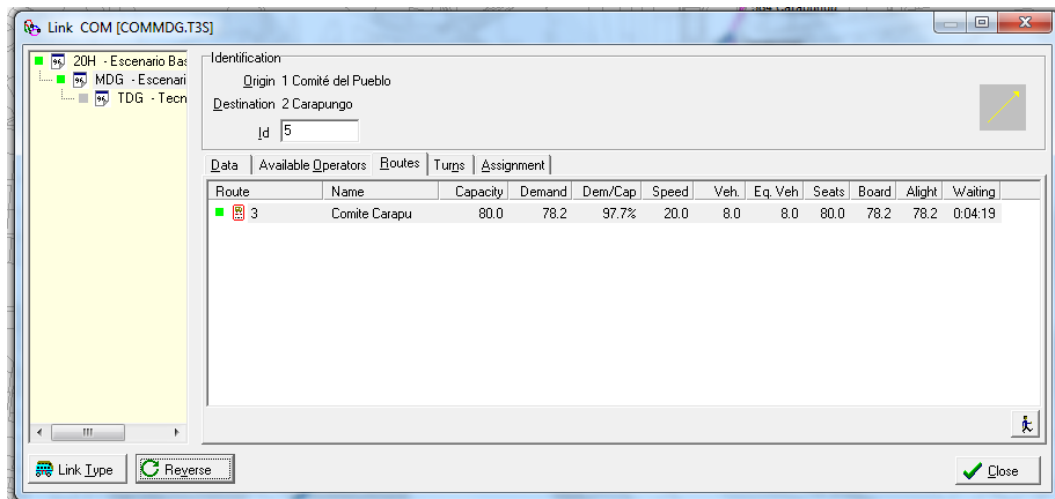 Link COM [COMMDG.T3S]
20H - Escenario Bas
MDG - Escenari
TDG - Tecn
Identification
Origin 1 Comité del Pueblo
Destination 2 Carapungo
Id 5
Data Available Operators Routes Turns Assignment
Route Name Capacity Demand Dem/Cap Speed Veh. Eq. Veh Seats Board Alight Waiting
3 Comite Carapu 80.0 78.2 97.7% 20.0 8.0 8.0 80.0 78.2 78.2 0:04:19
Link Type Reverse Close